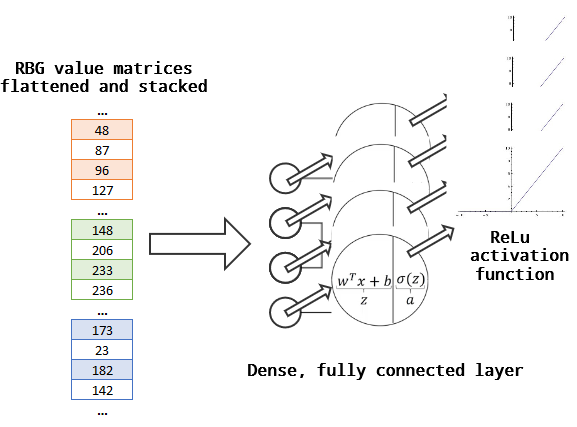 RBG value matrices
flattened and stacked
...
48
87
96
127
...
148
206
233
236
...
173
23
182
142
...
w^T x + b
z
σ(z)
a
Dense, fully connected layer
ReLu
activation
function